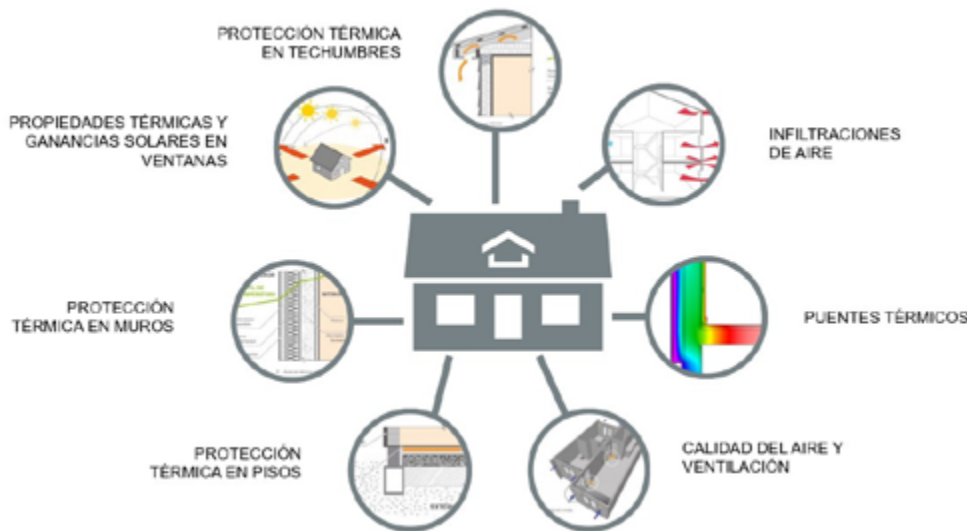 PROTECCIÓN TÉRMICA
EN TECHUMBRES
PROPIEDADES TÉRMICAS Y
GANANCIAS SOLARES EN
VENTANAS
INFILTRACIONES
DE AIRE
PROTECCIÓN
TÉRMICA EN MUROS
PUENTES TÉRMICOS
PROTECCIÓN
TÉRMICA EN PISOS
CALIDAD DEL AIRE Y
VENTILACIÓN